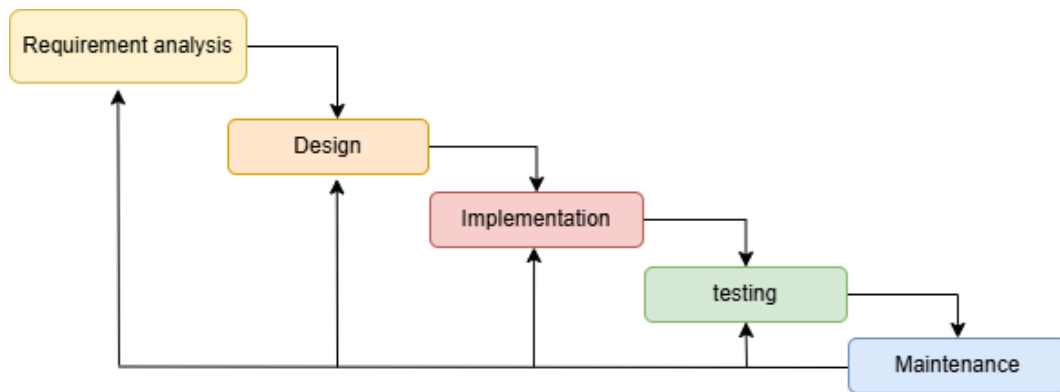 Requirement analysis
Design
Implementation
testing
Maintenance